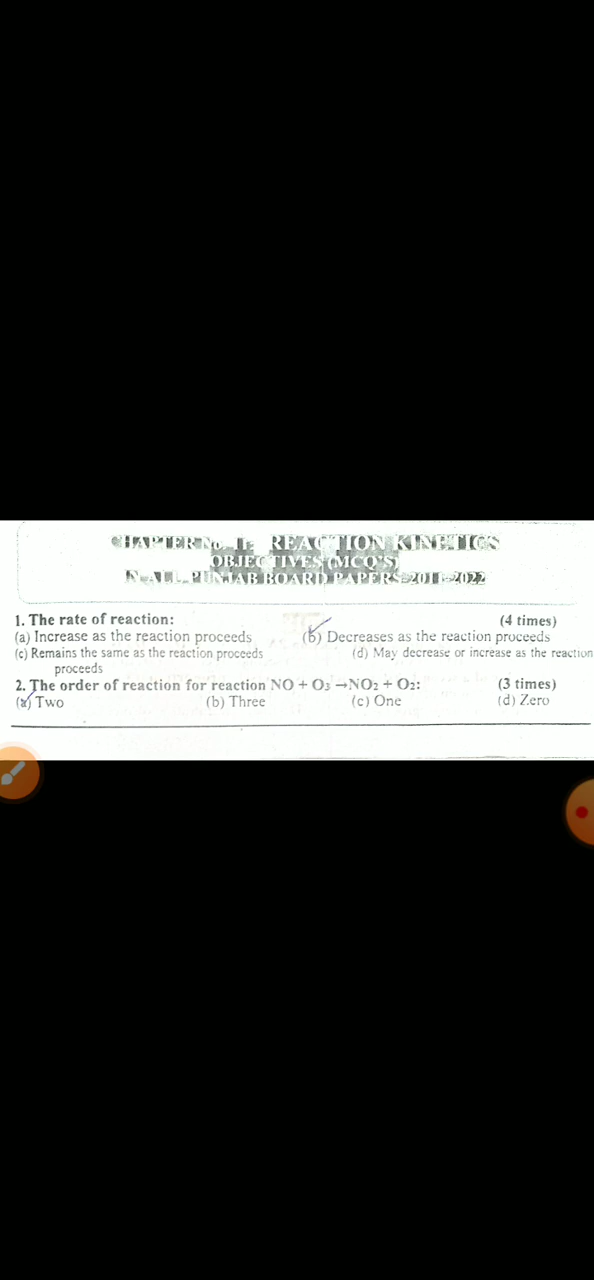 CHAPTER No. 1- REACTION KINETICS
OBJECTIVES (MCQ'S)
IN ALL PUNJAB BOARD PAPERS-2011-2022
1. The rate of reaction: (4 times)
(a) Increase as the reaction proceeds (b) Decreases as the reaction proceeds
(c) Remains the same as the reaction proceeds (d) May decrease or increase as the reaction
proceeds
2. The order of reaction for reaction NO + O₃ →NO₂ + O₂: (3 times)
(a) Two (b) Three (c) One (d) Zero